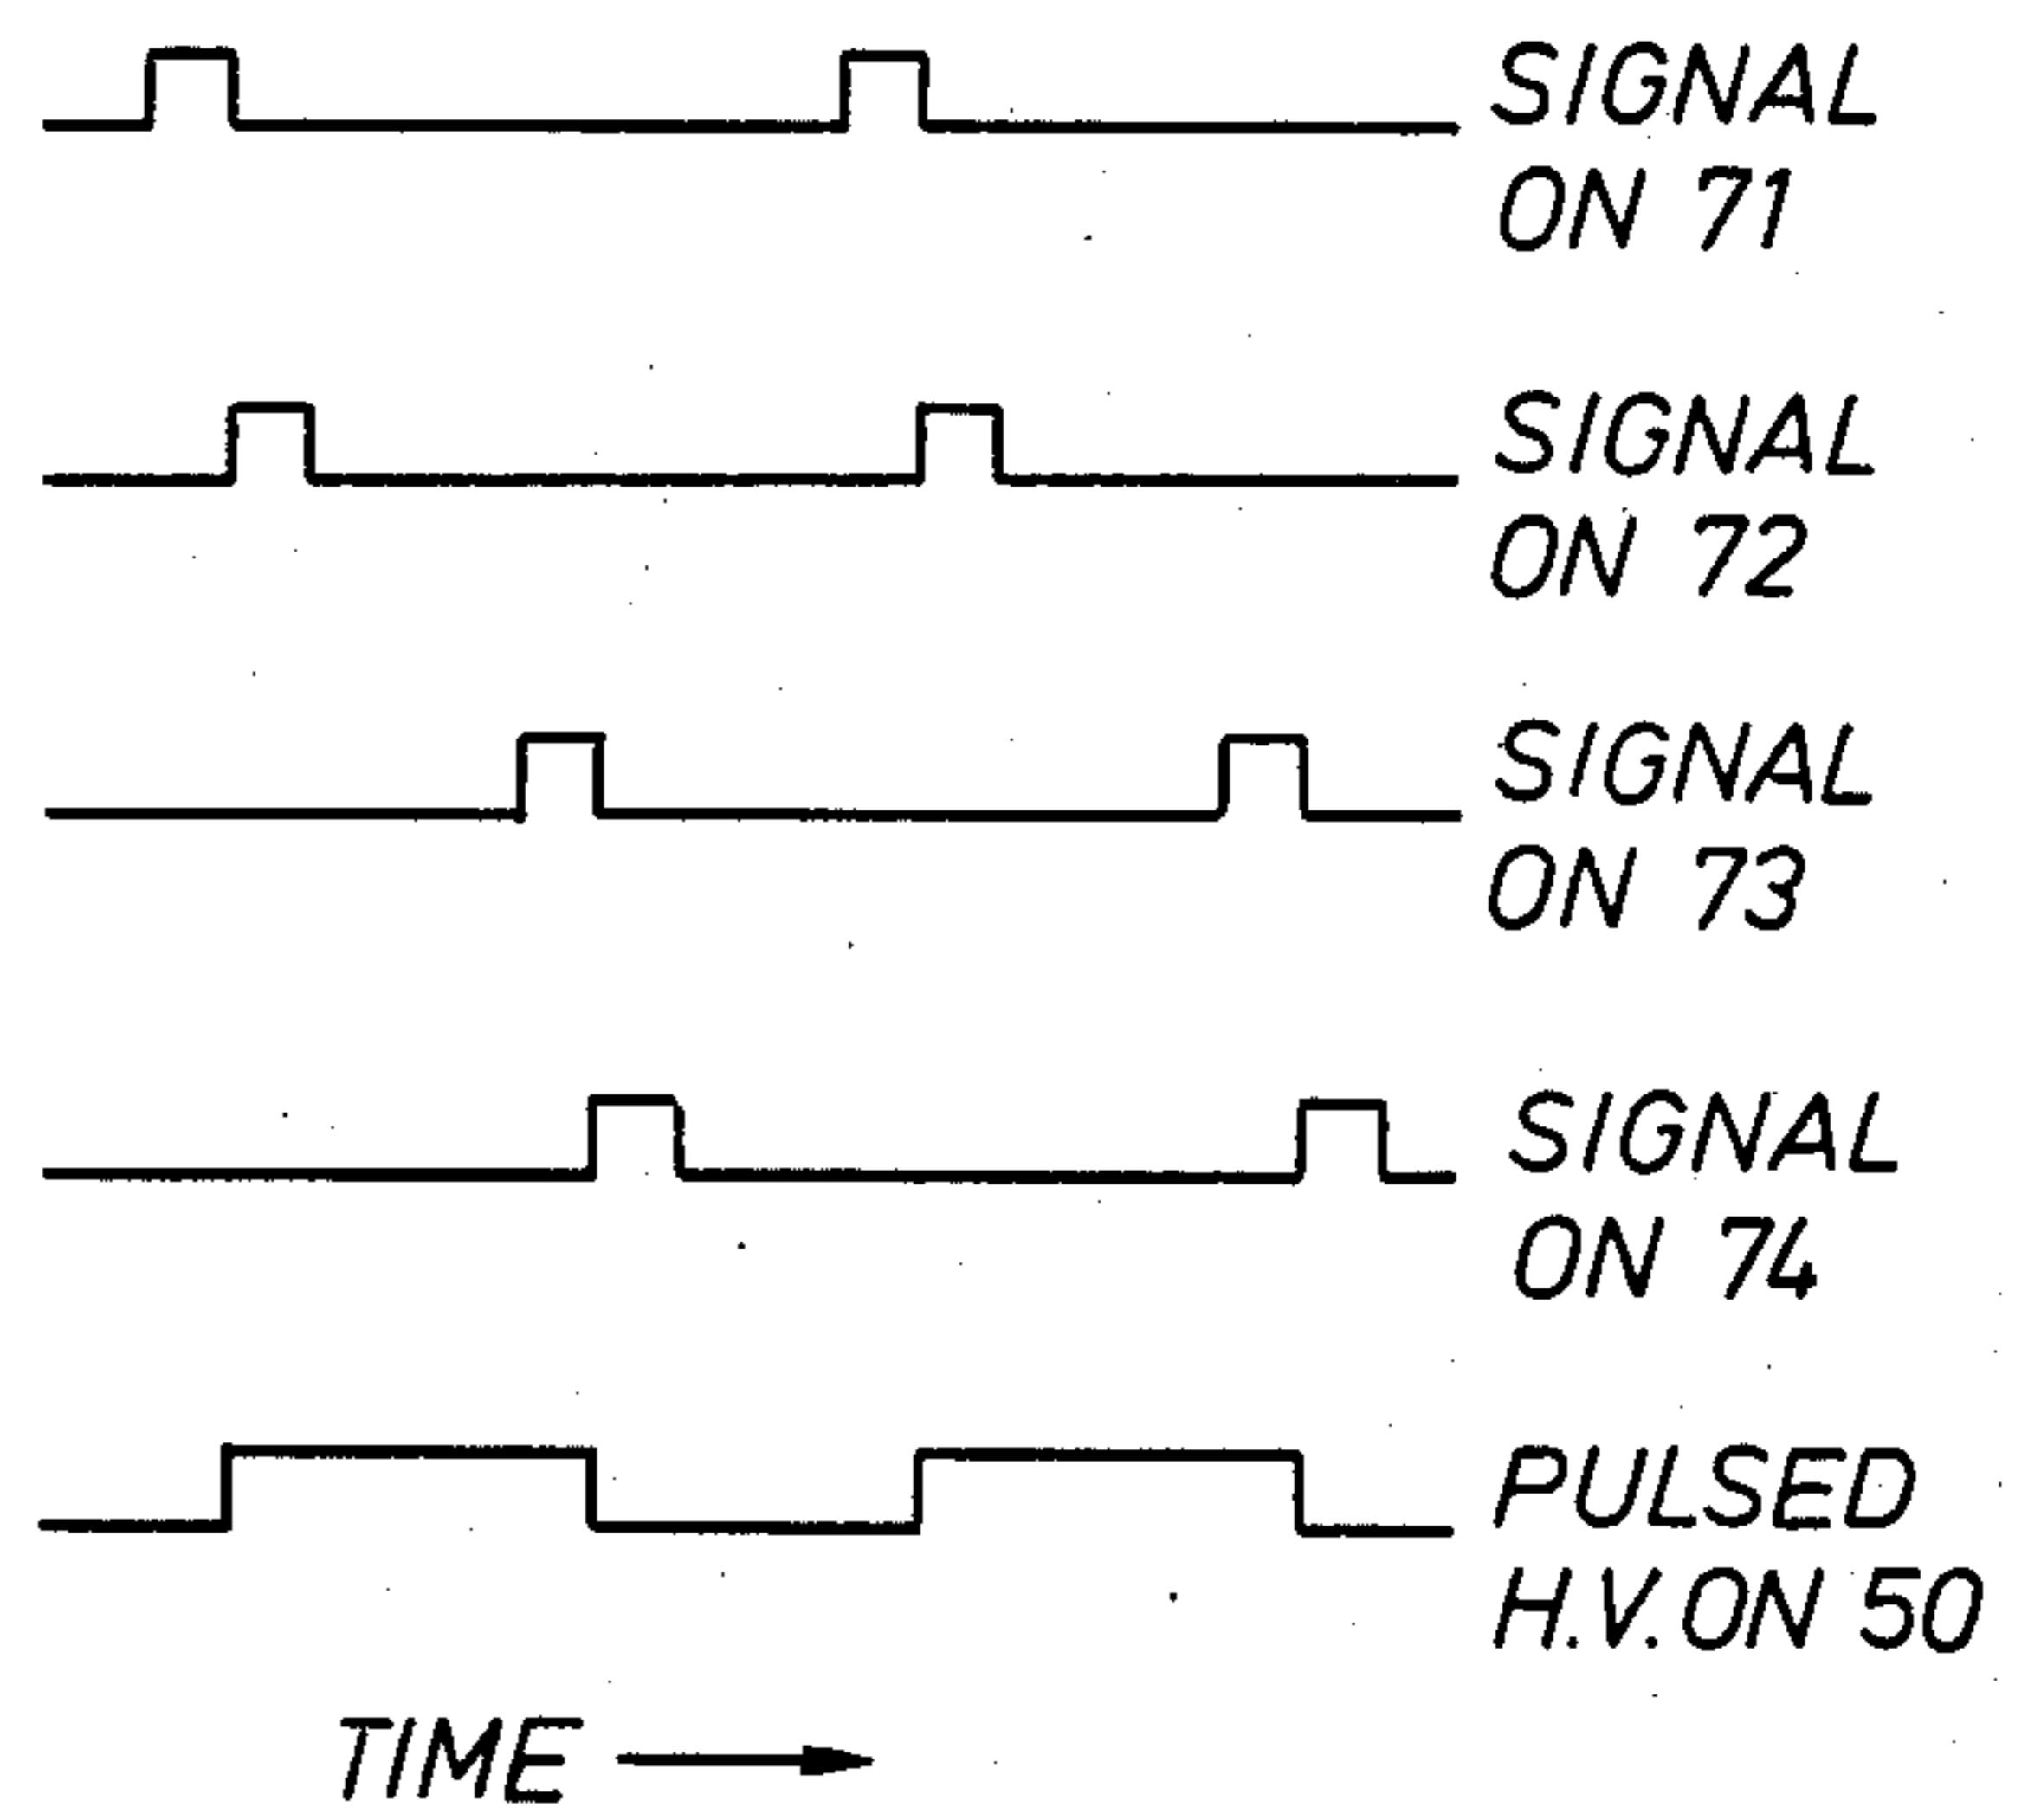 SIGNAL
ON 71
SIGNAL
ON 72
SIGNAL
ON 73
SIGNAL
ON 74
PULSED
H.V. ON 50
TIME